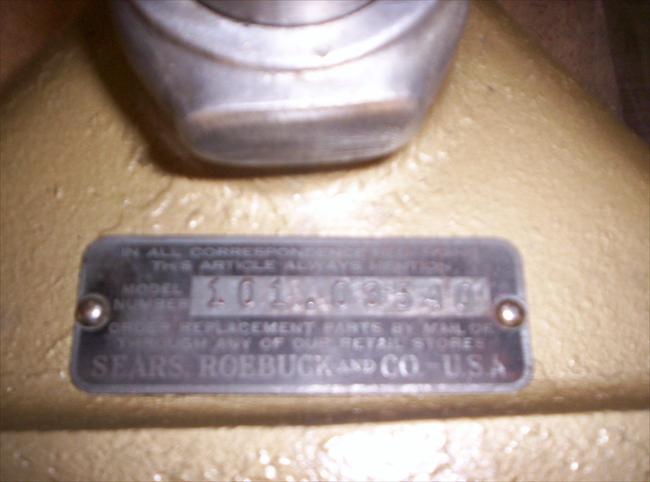 IN ALL CORRESPONDENCE
THIS ARTICLE ALWAYS MENTION
MODEL
NUMBER 101.03540
ORDER REPLACEMENT PARTS BY MAIL OR
THROUGH ANY OF OUR RETAIL STORES
SEARS, ROEBUCK AND CO. - U.S.A.